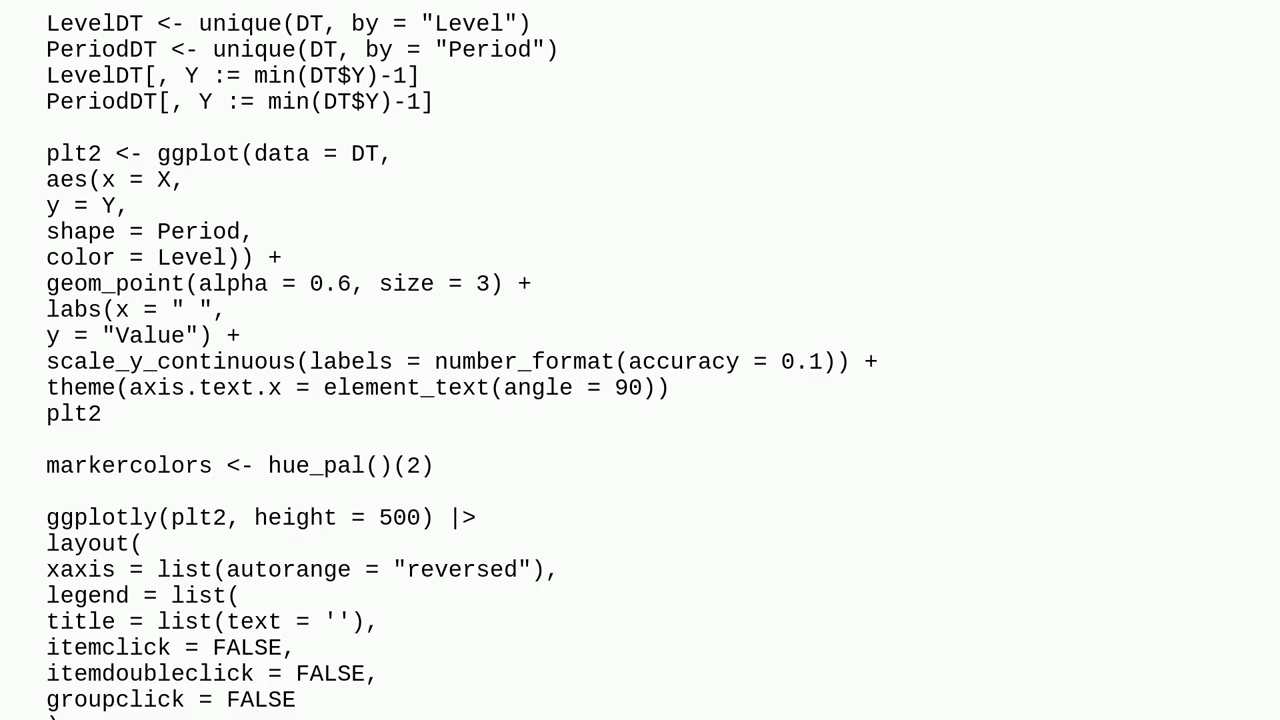 LevelDT <- unique(DT, by = "Level")
PeriodDT <- unique(DT, by = "Period")
LevelDT[, Y := min(DT$Y)-1]
PeriodDT[, Y := min(DT$Y)-1]

plt2 <- ggplot(data = DT,
aes(x = X,
y = Y,
shape = Period,
color = Level)) +
geom_point(alpha = 0.6, size = 3) +
labs(x = " ",
y = "Value") +
scale_y_continuous(labels = number_format(accuracy = 0.1)) +
theme(axis.text.x = element_text(angle = 90))
plt2

markercolors <- hue_pal()(2)

ggplotly(plt2, height = 500) |>
layout(
xaxis = list(autorange = "reversed"),
legend = list(
title = list(text = ''),
itemclick = FALSE,
itemdoubleclick = FALSE,
groupclick = FALSE